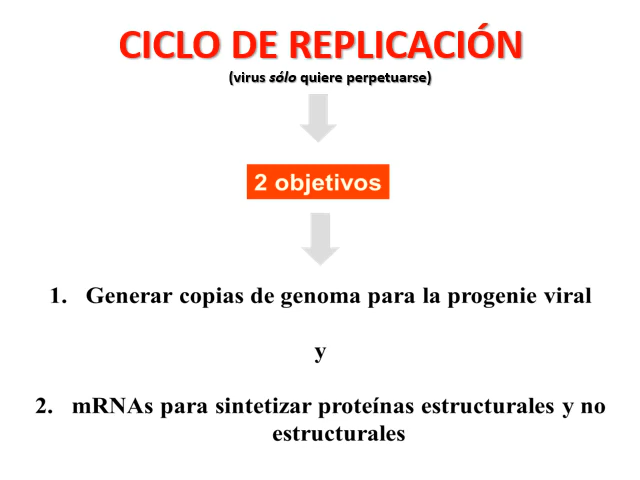 CICLO DE REPLICACIÓN
(virus sólo quiere perpetuarse)
2 objetivos
1. Generar copias de genoma para la progenie viral
y
2. mRNAs para sintetizar proteínas estructurales y no
estructurales